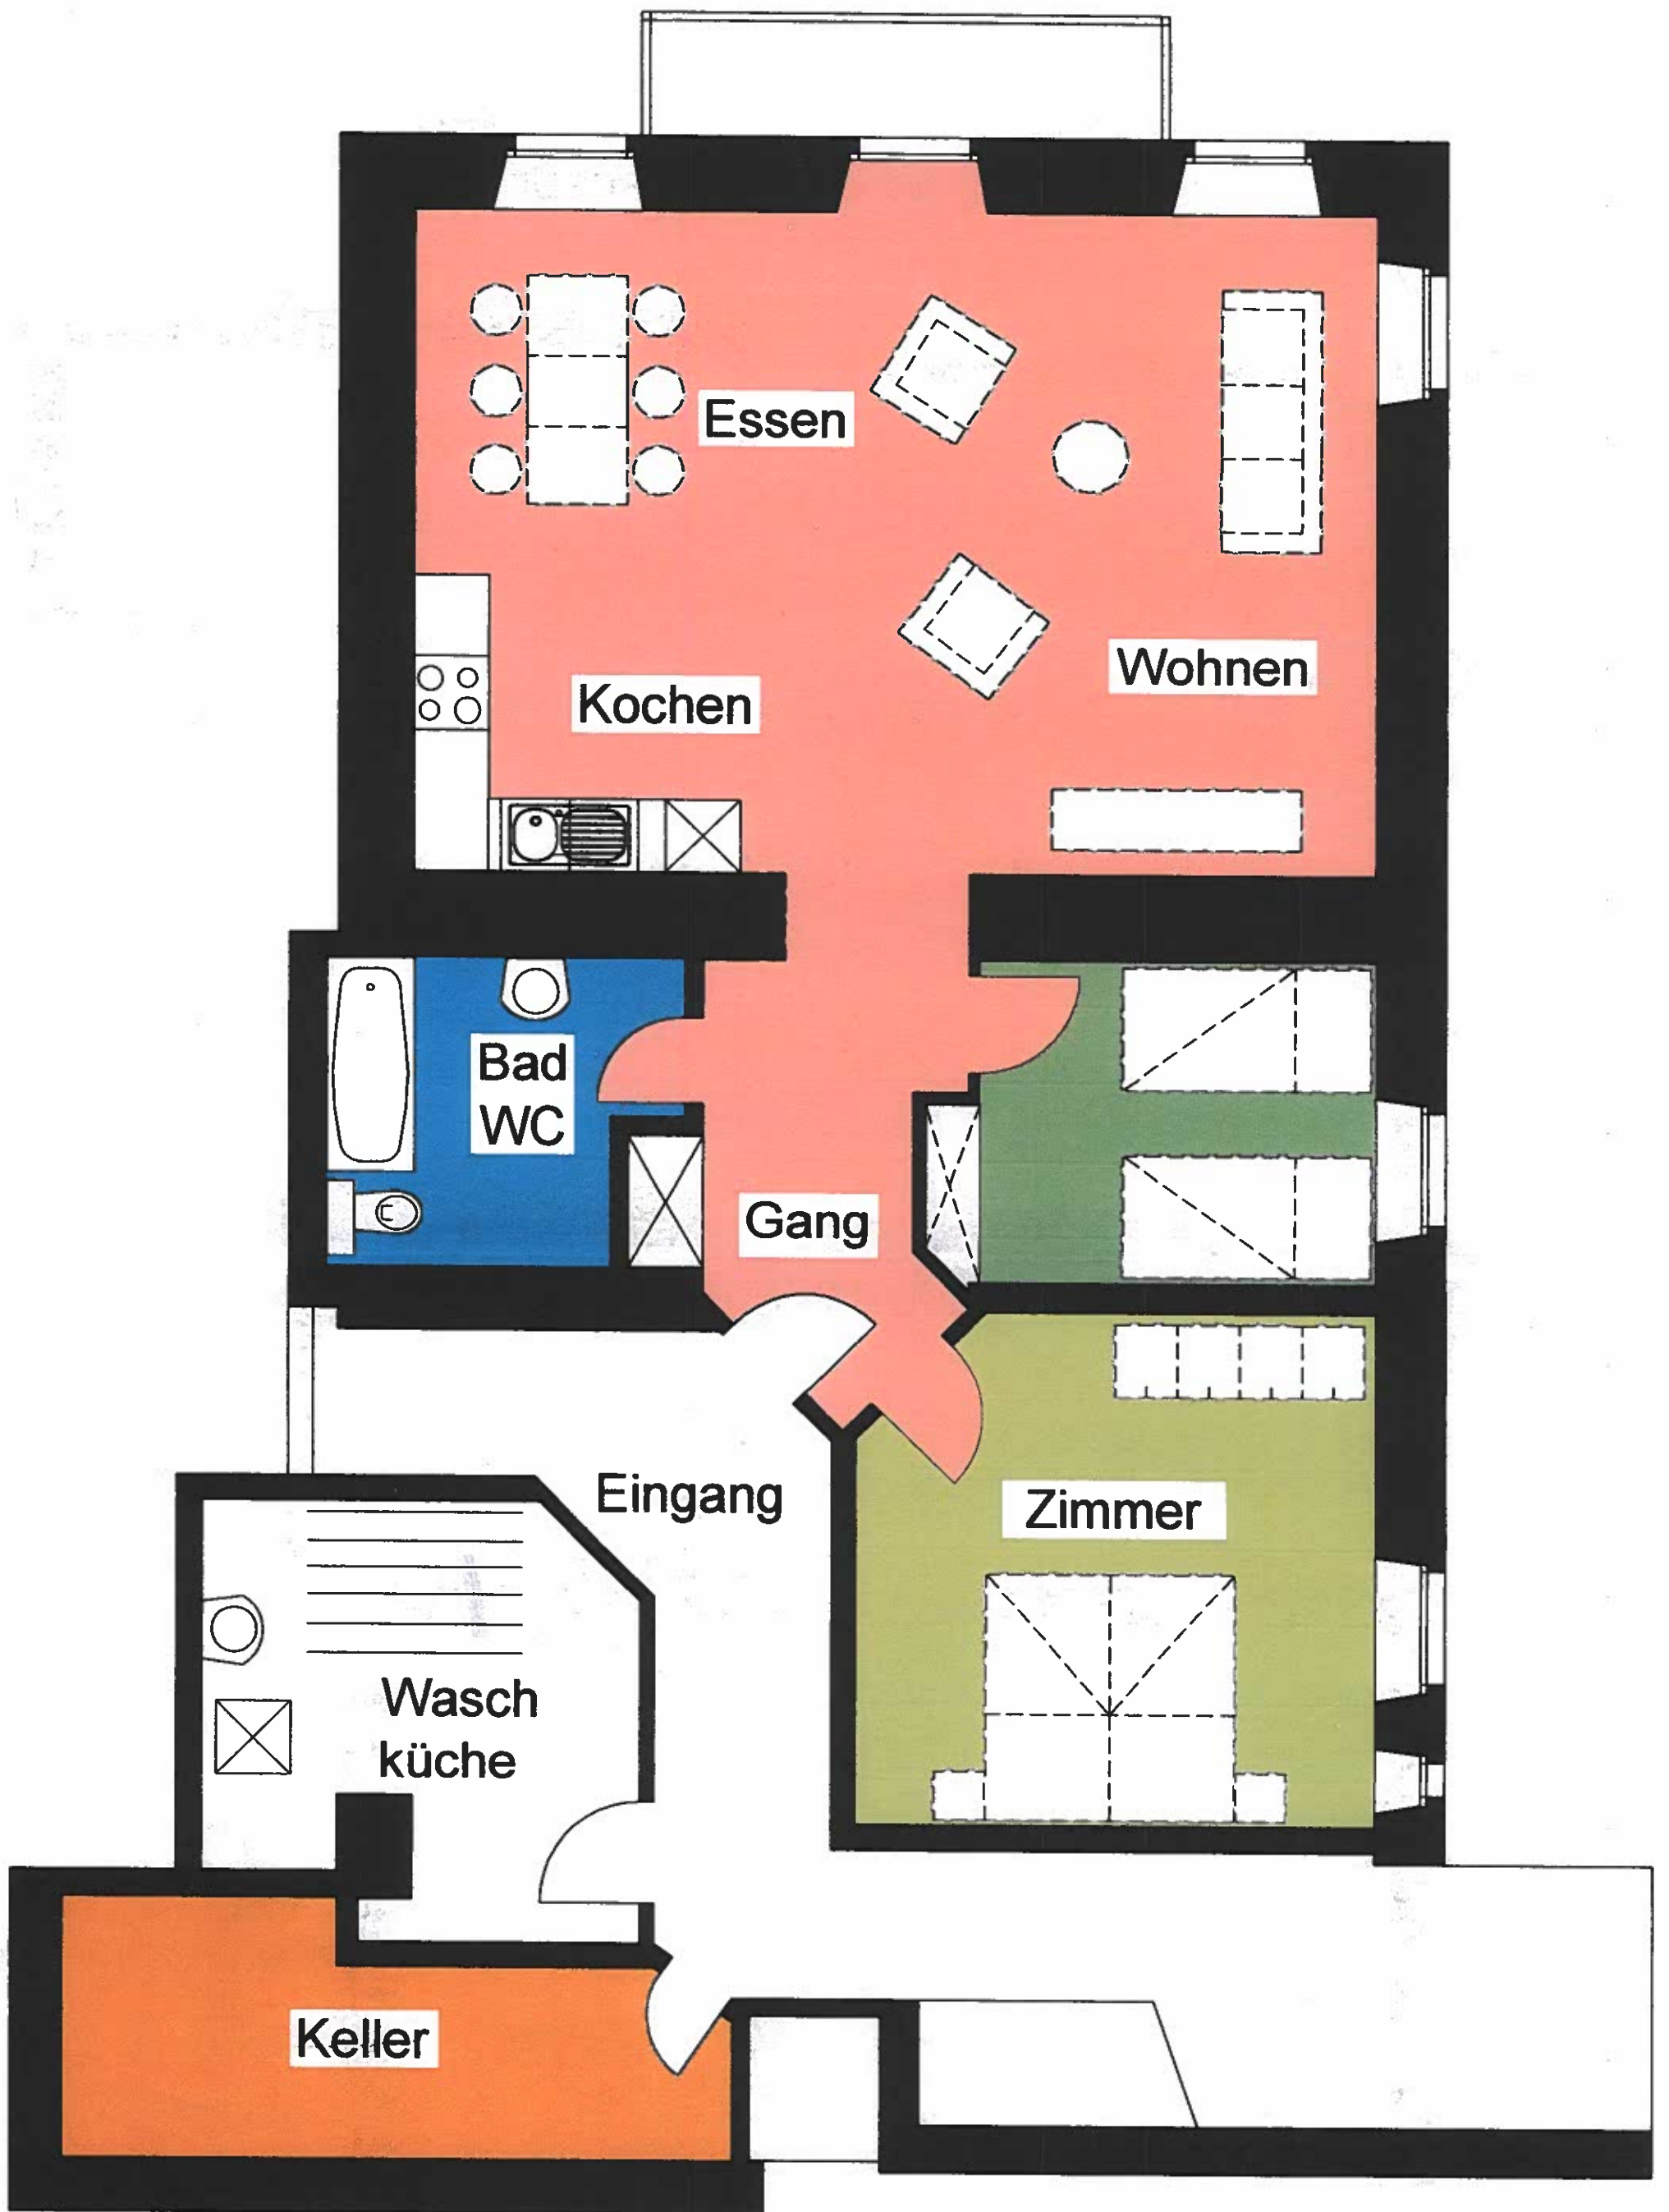 Essen
Wohnen
Kochen
Bad
WC
Gang
Eingang
Zimmer
Wasch
küche
Keller